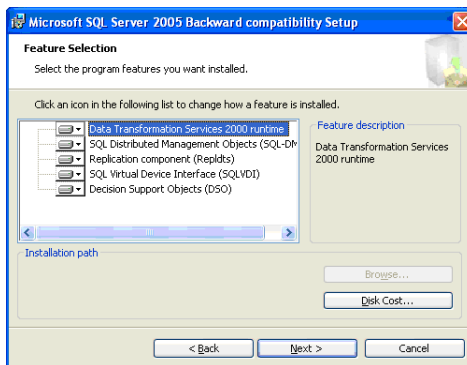 Microsoft SQL Server 2005 Backward compatibility Setup
Feature Selection
Select the program features you want installed.
Click an icon in the following list to change how a feature is installed.
Data Transformation Services 2000 runtime
SQL Distributed Management Objects (SQL-DM
Replication component (Repldts)
SQL Virtual Device Interface (SQLVDI)
Decision Support Objects (DSO)
Feature description
Data Transformation Services
2000 runtime
Installation path
Browse...
Disk Cost...
< Back
Next >
Cancel